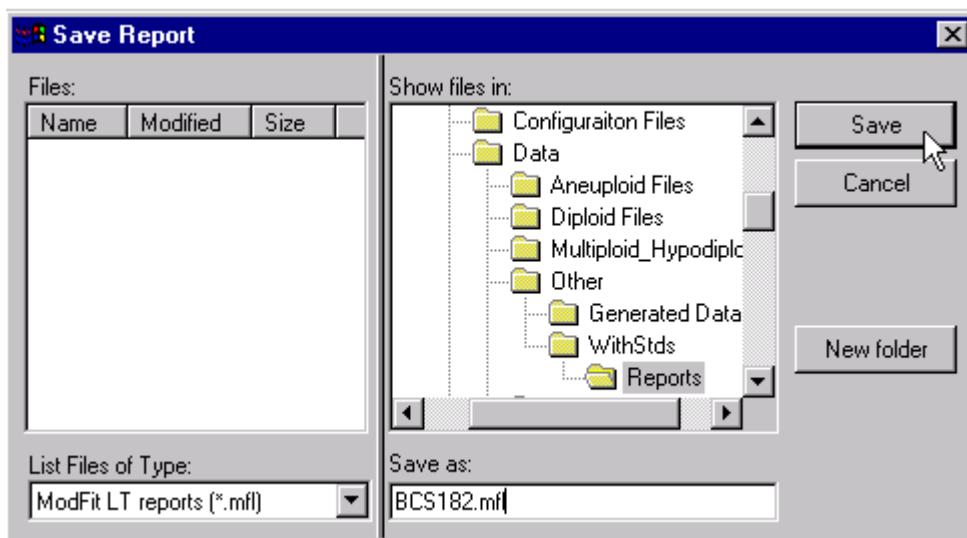 Save Report
Files:
Name Modified Size
List Files of Type:
ModFit LT reports (*.mfl)
Show files in:
Configuraiton Files
Data
Aneuploid Files
Diploid Files
Multiploid_Hypodiplo
Other
Generated Data
WithStds
Reports
Save as:
BCS182.mfl
Save
Cancel
New folder